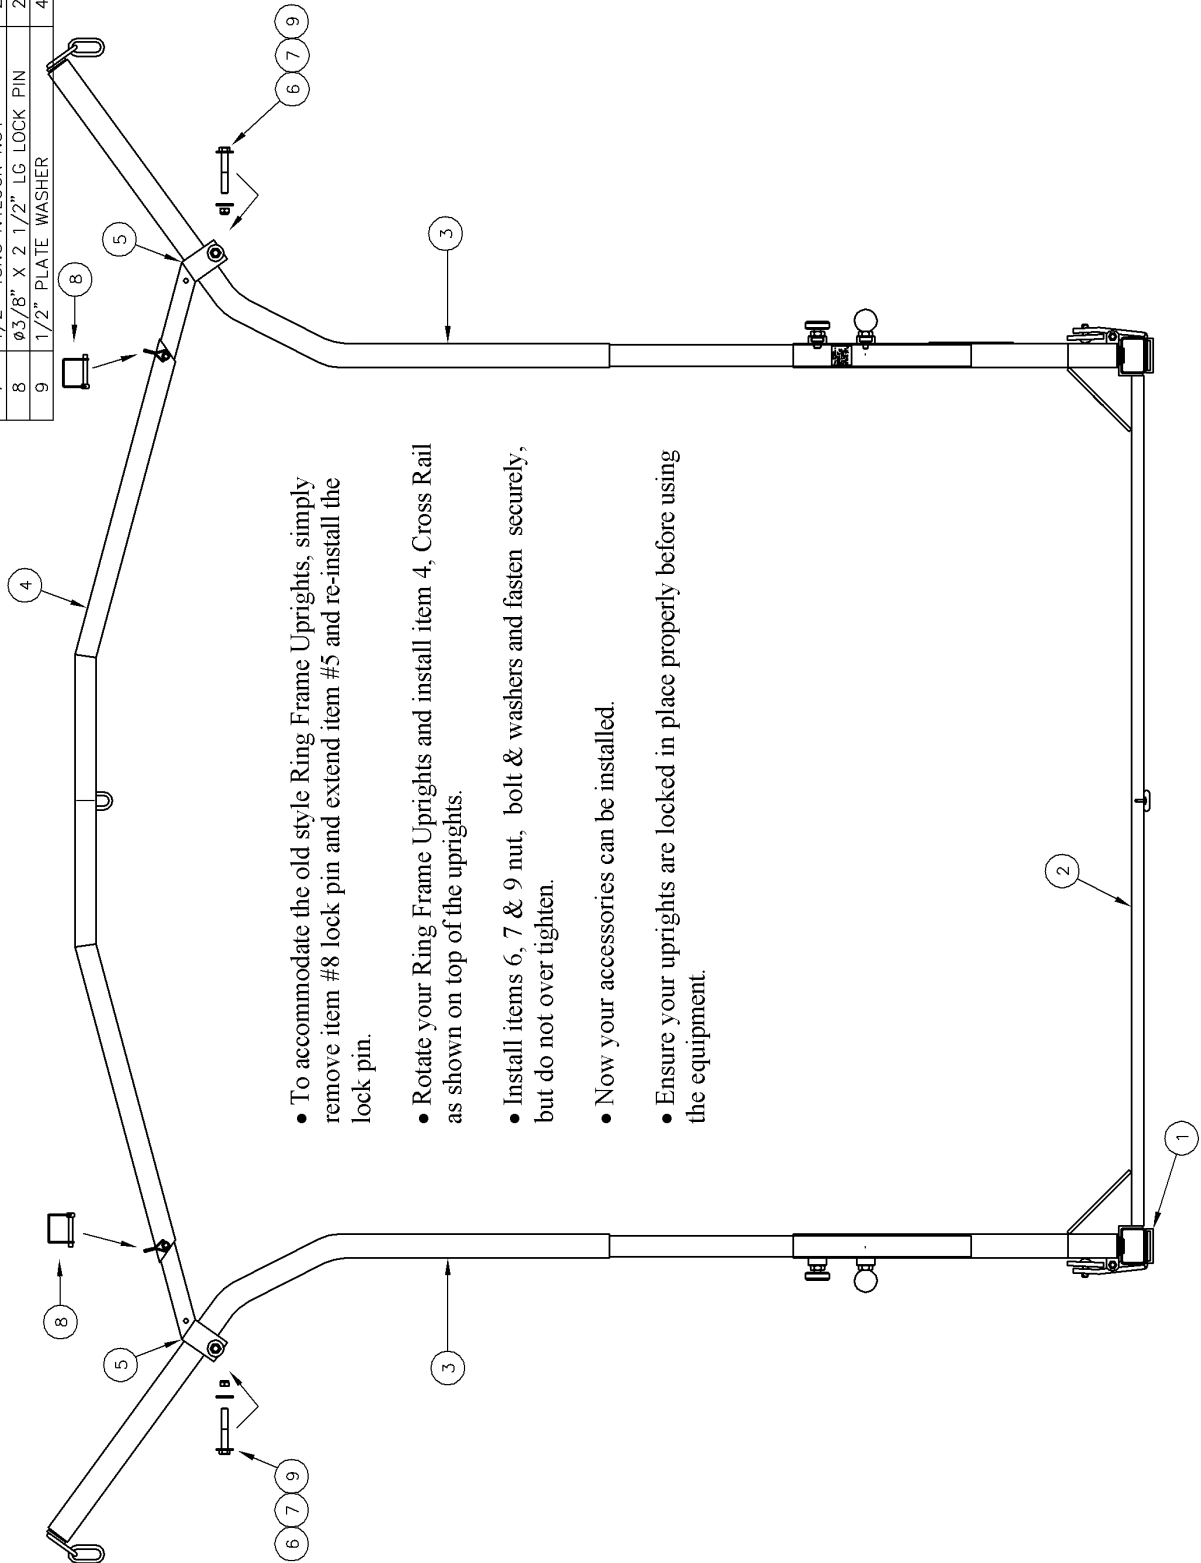 8 ø3/8" X 2 1/2" LG LOCK PIN 2
9 1/2" PLATE WASHER 4
4
8
8
5
5
6 7 9
6 7 9
• To accommodate the old style Ring Frame Uprights, simply
remove item #8 lock pin and extend item #5 and re-install the
lock pin.
• Rotate your Ring Frame Uprights and install item 4, Cross Rail
as shown on top of the uprights.
3
3
• Install items 6, 7 & 9 nut, bolt & washers and fasten securely,
but do not over tighten.
• Now your accessories can be installed.
• Ensure your uprights are locked in place properly before using
the equipment.
2
1